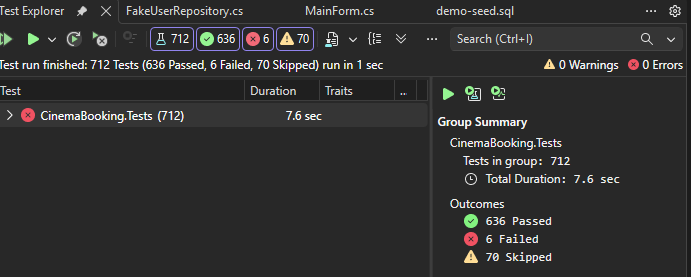 Test Explorer FakeUserRepository.cs MainForm.cs demo-seed.sql
712 636 6 70 ... Search (Ctrl+I)
Test run finished: 712 Tests (636 Passed, 6 Failed, 70 Skipped) run in 1 sec 0 Warnings 0 Errors
Test Duration Traits ..
CinemaBooking.Tests (712) 7.6 sec
Group Summary
CinemaBooking.Tests
Tests in group: 712
Total Duration: 7.6 sec
Outcomes
636 Passed
6 Failed
70 Skipped